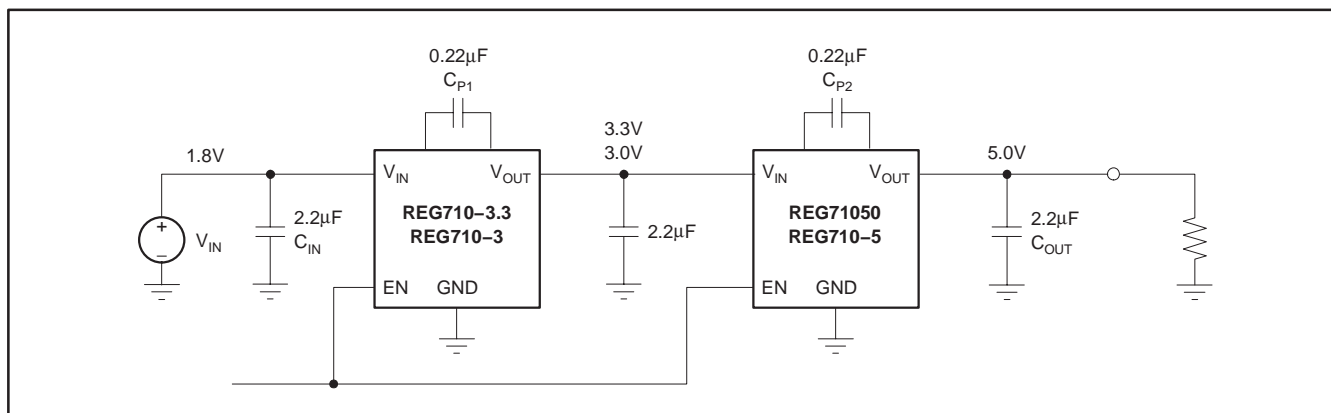 0.22µF
C_P1
0.22µF
C_P2
1.8V
3.3V
3.0V
5.0V
V_IN
V_OUT
V_IN
V_OUT
REG710–3.3
REG710–3
REG71050
REG710–5
+
–
V_IN
2.2µF
C_IN
2.2µF
2.2µF
C_OUT
EN
GND
EN
GND